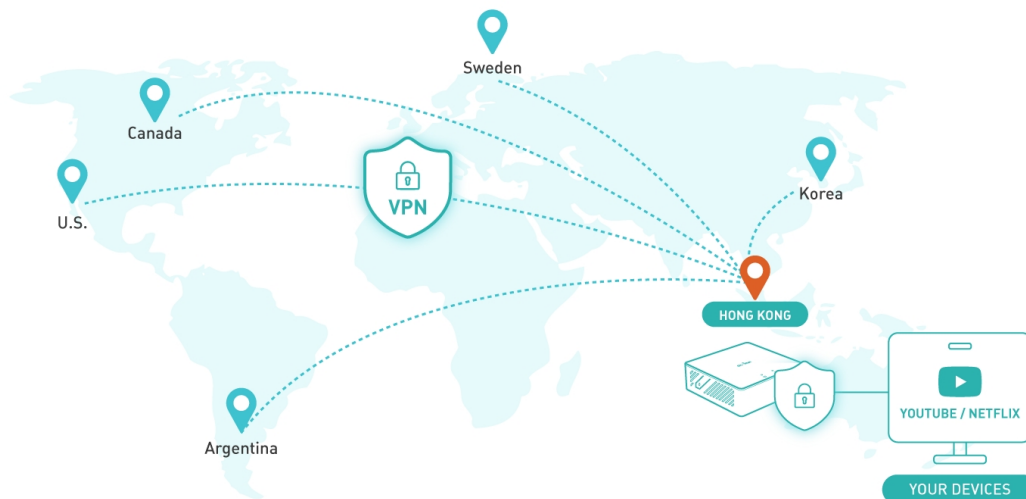 Sweden
Canada
VPN
Korea
U.S.
HONG KONG
YOUTUBE / NETFLIX
Argentina
YOUR DEVICES